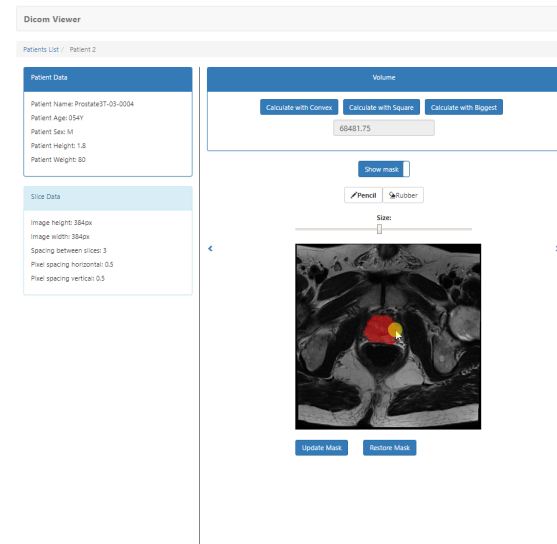 Dicom Viewer
Patients List / Patient 2
Patient Data
Patient Name: Prostate3T-03-0004
Patient Age: 054Y
Patient Sex: M
Patient Height: 1.8
Patient Weight: 80
Slice Data
Image height: 384px
Image width: 384px
Spacing between slices: 3
Pixel spacing horizontal: 0.5
Pixel spacing vertical: 0.5
Volume
Calculate with Convex Calculate with Square Calculate with Biggest
68481.75
Show mask
Pencil Rubber
Size:
Update Mask Restore Mask